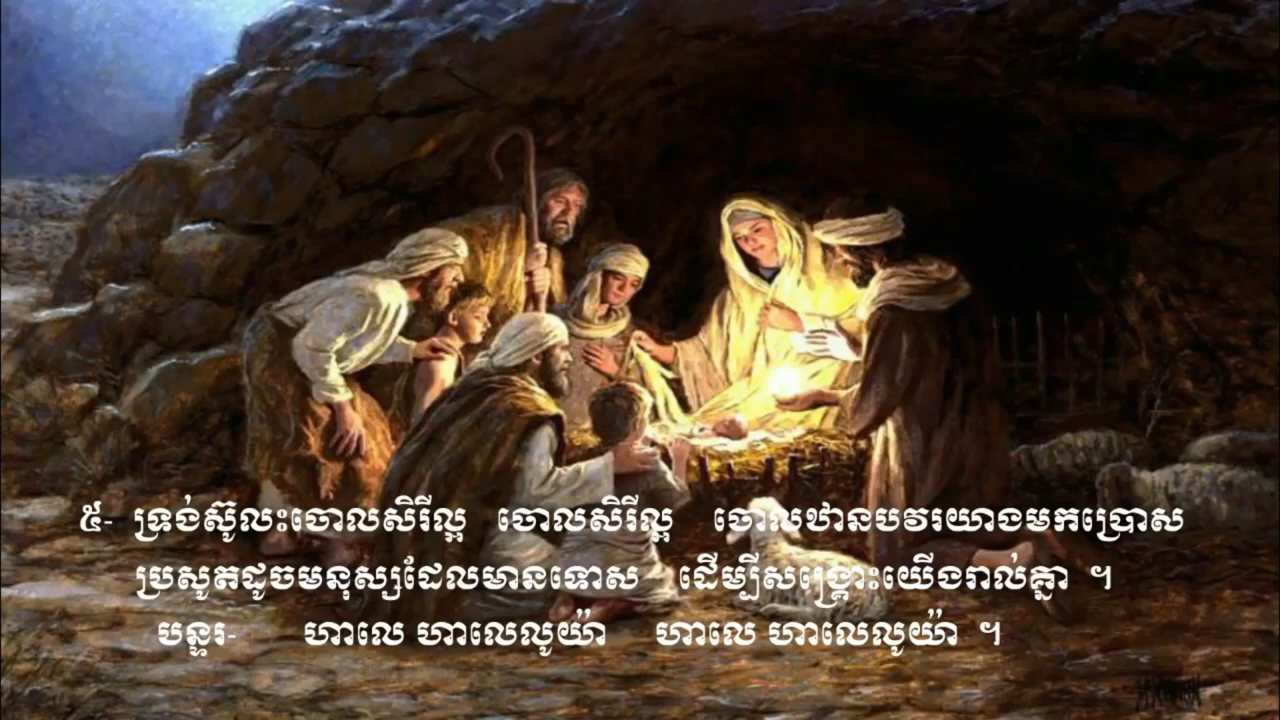 ៥- ទ្រង់ស៊ូលះចោលសិរីល្អ ចោលសិរីល្អ ចោលឋានបវរយាងមកប្រោស
ប្រសូតដូចមនុស្សដែលមានទោស ដើម្បីសង្គ្រោះយើងរាល់គ្នា ។
បន្ទរ- ហាលេ ហាលេលូយ៉ា ហាលេ ហាលេលូយ៉ា ។